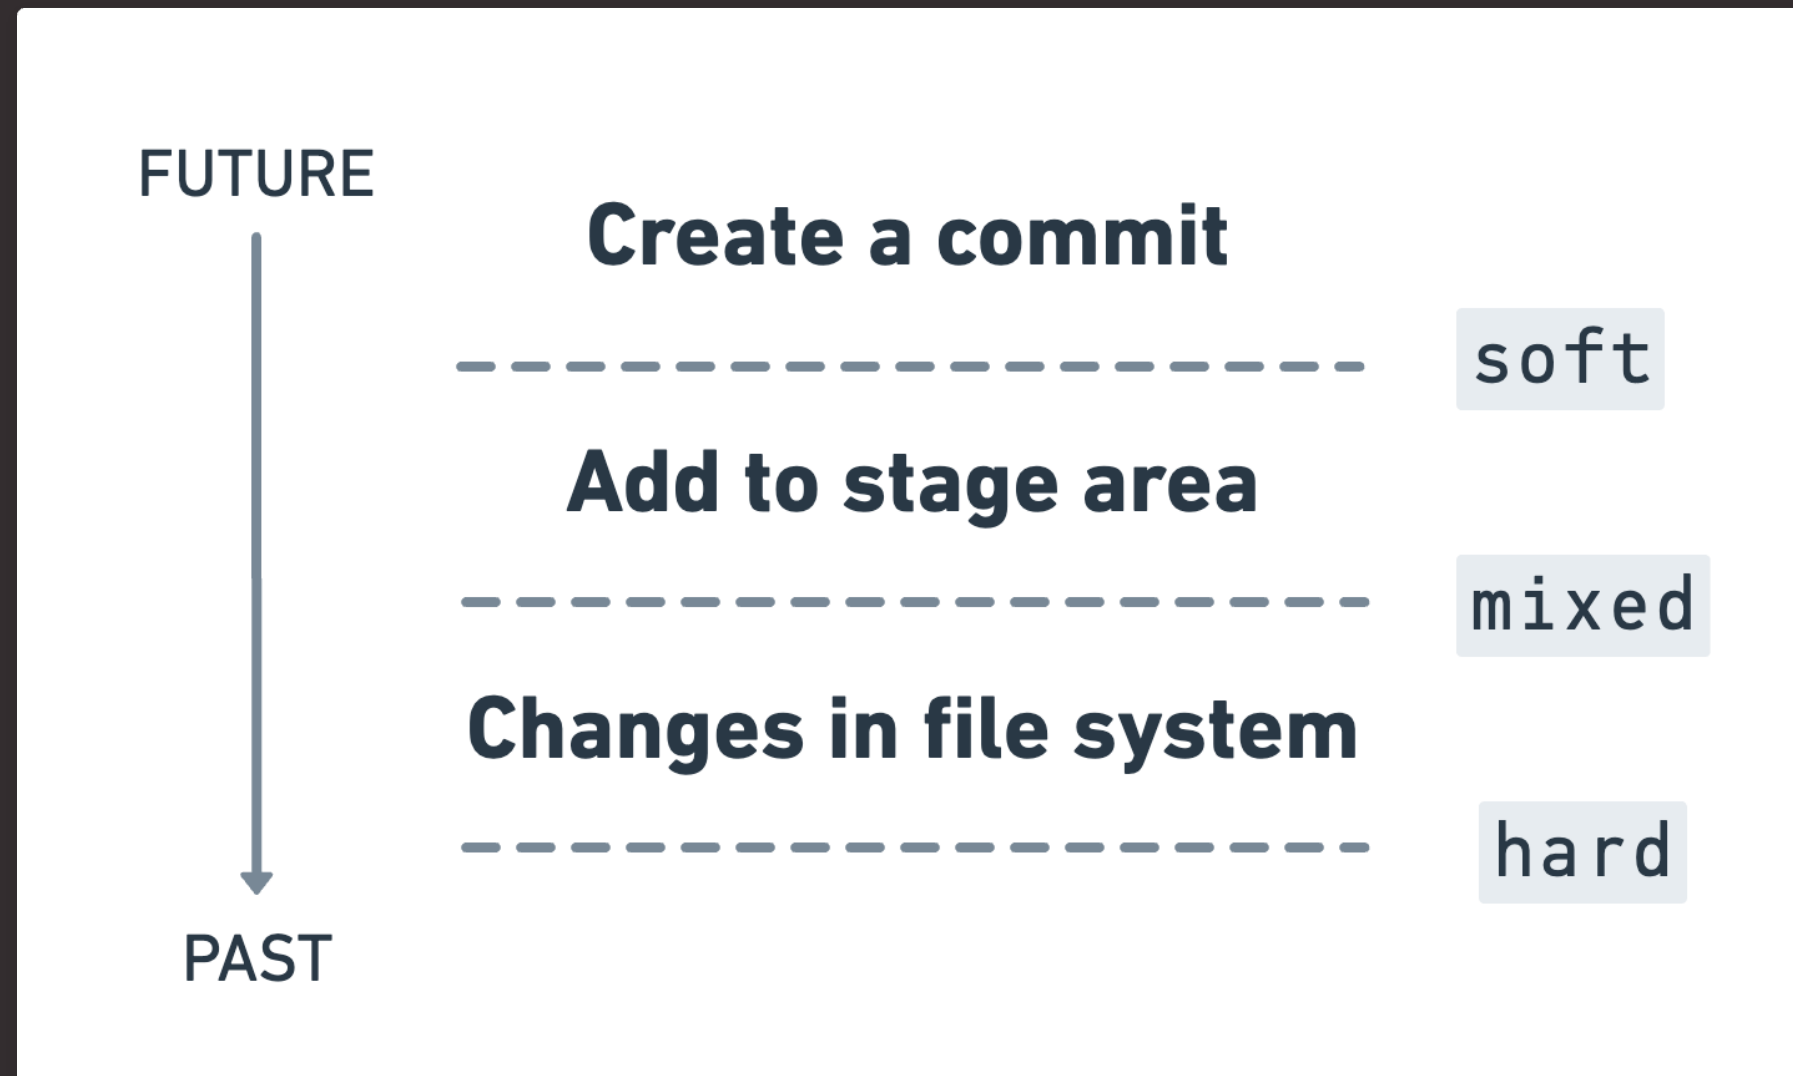 FUTURE
Create a commit
soft
Add to stage area
mixed
Changes in file system
hard
PAST